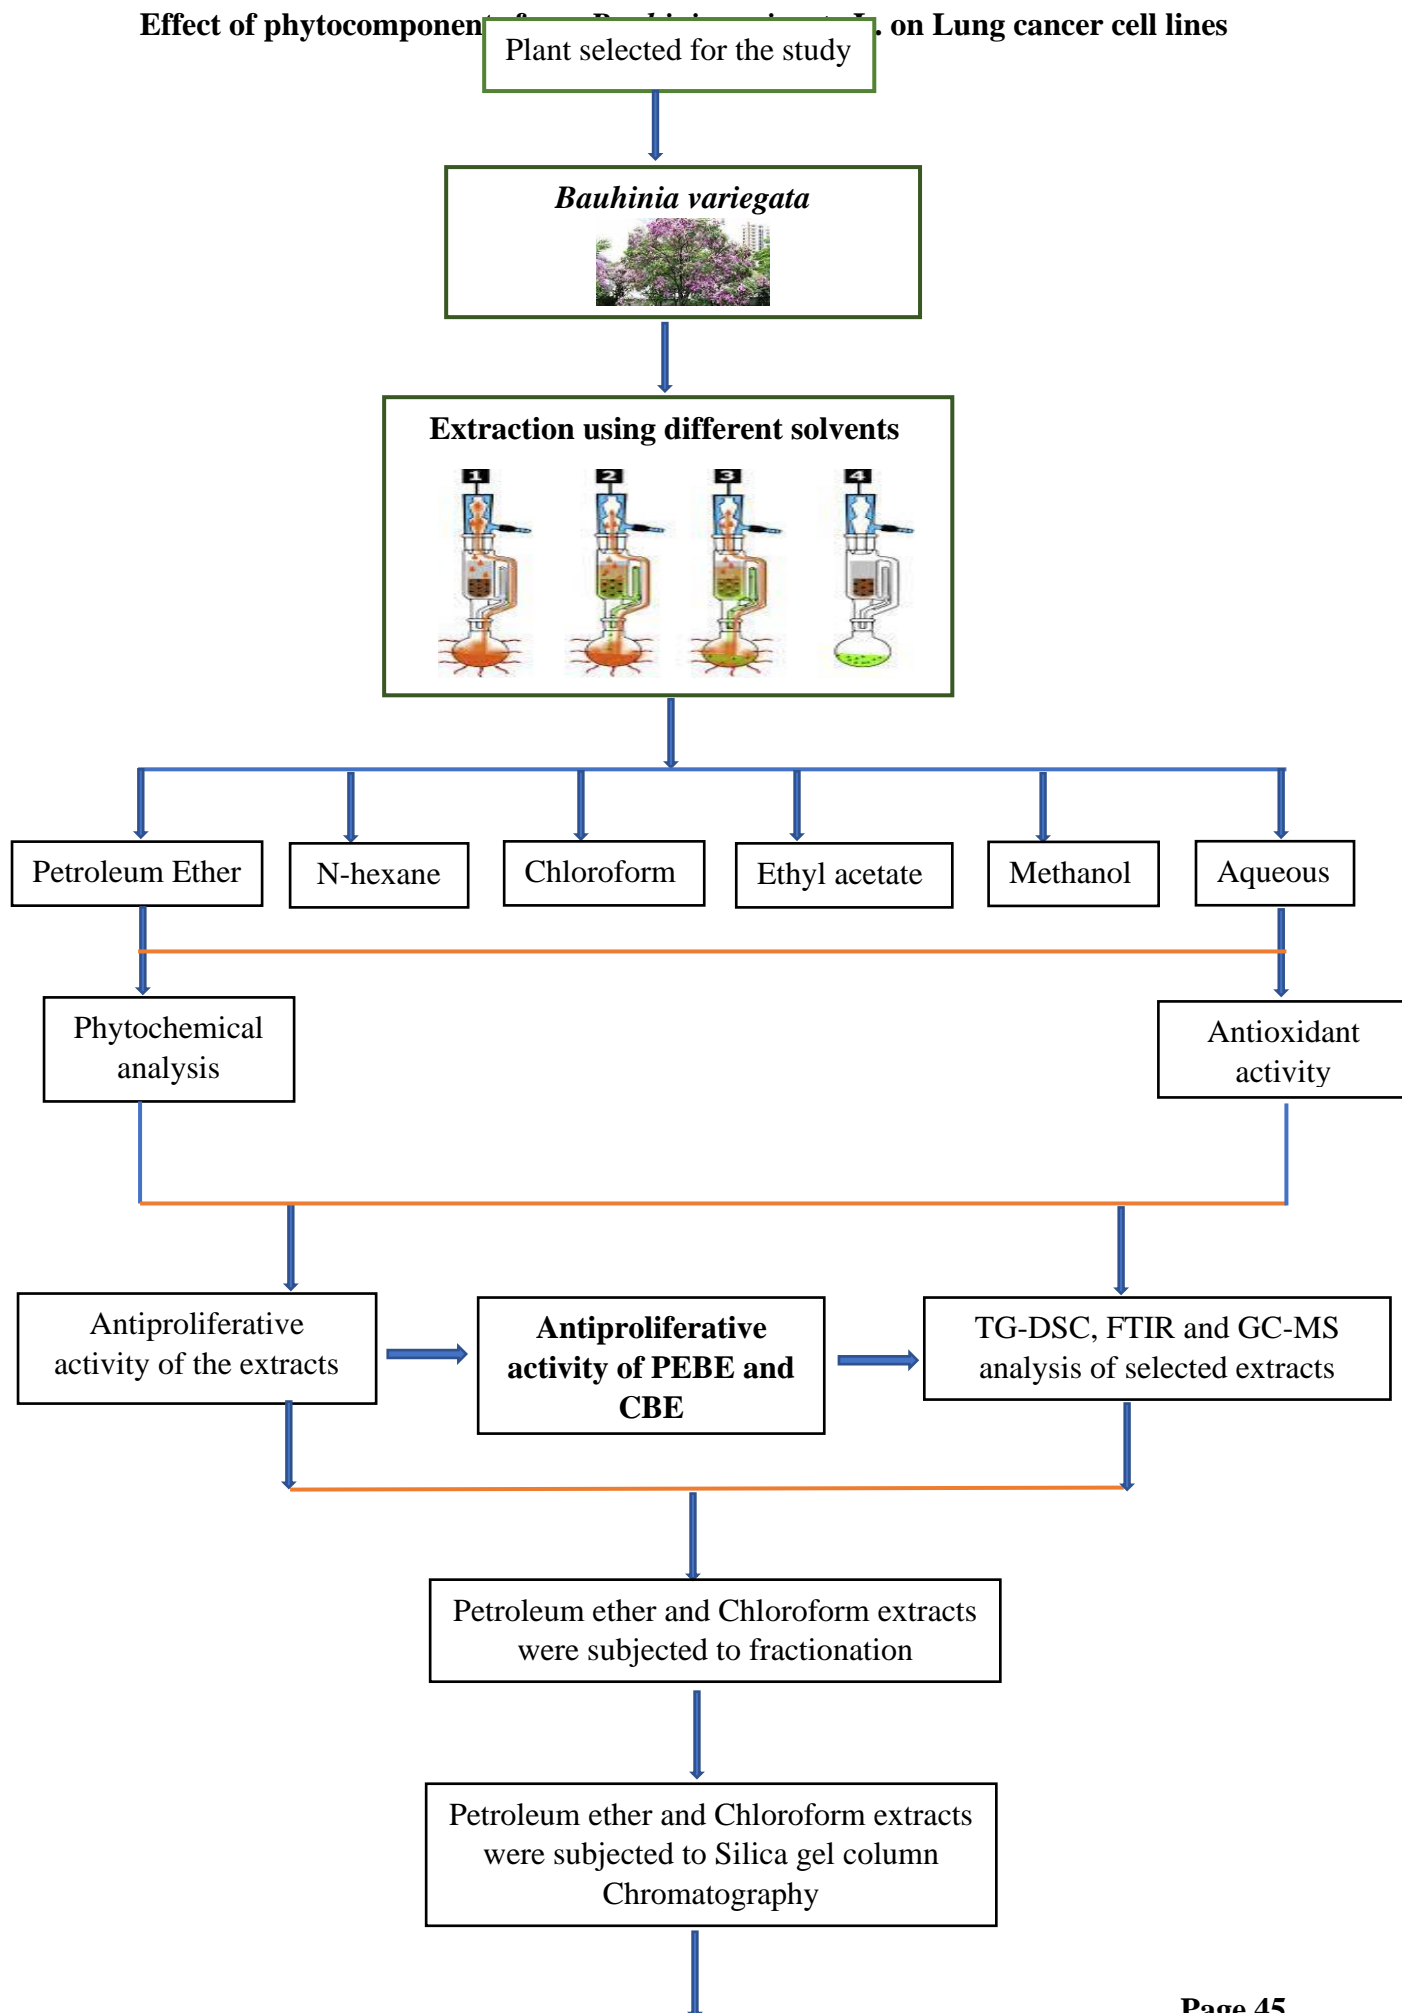 Effect of phytocomponent . on Lung cancer cell lines
Plant selected for the study
Bauhinia variegata
Extraction using different solvents
1 2 3 4
Petroleum Ether
N-hexane
Chloroform
Ethyl acetate
Methanol
Aqueous
Phytochemical
analysis
Antioxidant
activity
Antiproliferative
activity of the extracts
Antiproliferative
activity of PEBE and
CBE
TG-DSC, FTIR and GC-MS
analysis of selected extracts
Petroleum ether and Chloroform extracts
were subjected to fractionation
Petroleum ether and Chloroform extracts
were subjected to Silica gel column
Chromatography
Page 45